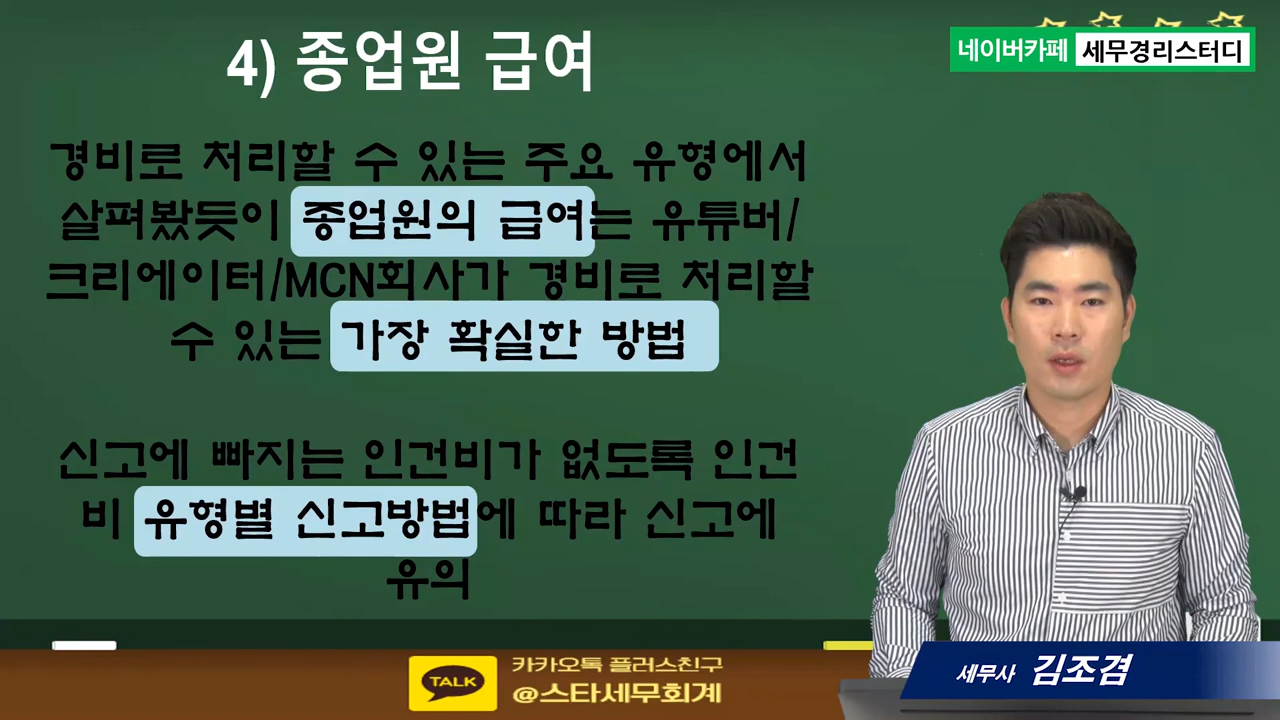 4) 종업원 급여
네이버카페 세무경리스터디
경비로 처리할 수 있는 주요 유형에서
살펴봤듯이 종업원의 급여는 유튜버/
크리에이터/MCN회사가 경비로 처리할
수 있는 가장 확실한 방법
신고에 빠지는 인건비가 없도록 인건
비 유형별 신고방법에 따라 신고에
유의
TALK
카카오톡 플러스친구
@스타세무회계
세무사 김조겸